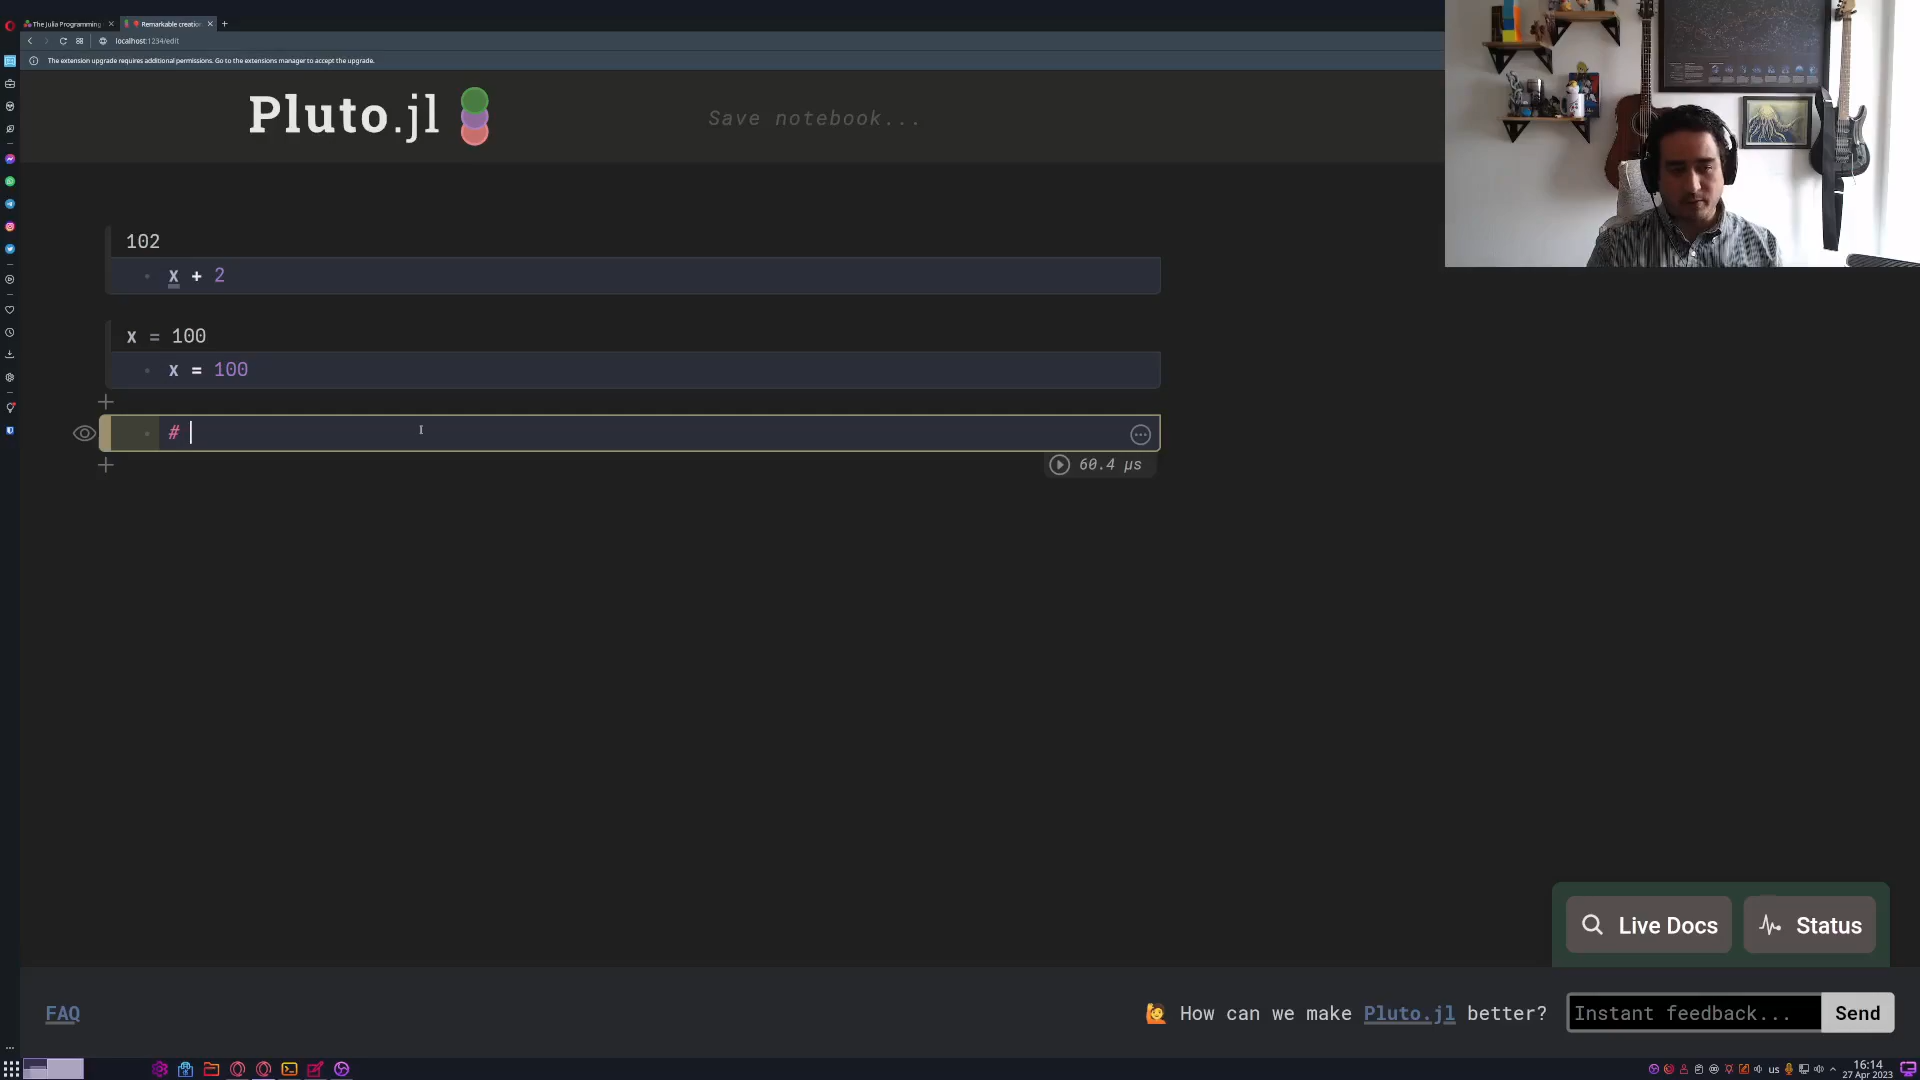 The Julia Programming
Remarkable creatio
localhost:1234/edit
The extension upgrade requires additional permissions. Go to the extensions manager to accept the upgrade.
Pluto.jl
Save notebook...
102
x + 2
x = 100
x = 100
#
60.4 μs
Live Docs
Status
FAQ
How can we make Pluto.jl better?
Instant feedback...
Send
us
16:14
27 Apr 2023